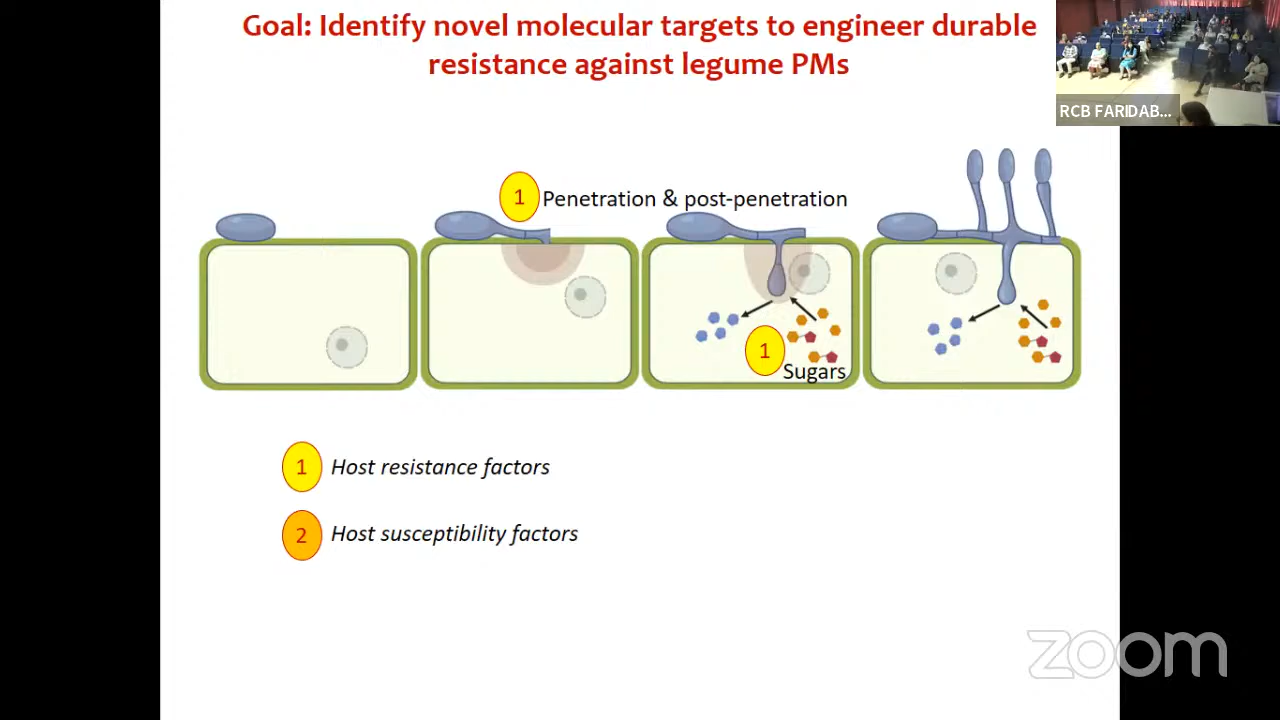 Goal: Identify novel molecular targets to engineer durable
resistance against legume PMs
RCB FARIDAB...
1 Penetration & post-penetration
1
Sugars
1 Host resistance factors
2 Host susceptibility factors
zoom